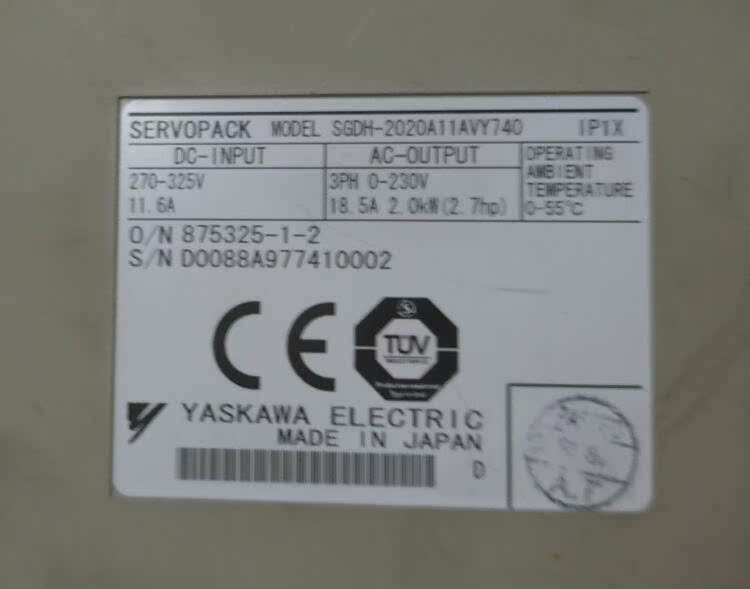 SERVOPACK MODEL SGDH-2020A11AVY740 IP1X
DC-INPUT AC-OUTPUT OPERATING AMBIENT TEMPERATURE 0-55℃
270-325V 3PH 0-230V
11.6A 18.5A 2.0kW(2.7hp)
O/N 875325-1-2
S/N D0088A977410002
CE TÜV
YASKAWA ELECTRIC
MADE IN JAPAN
D